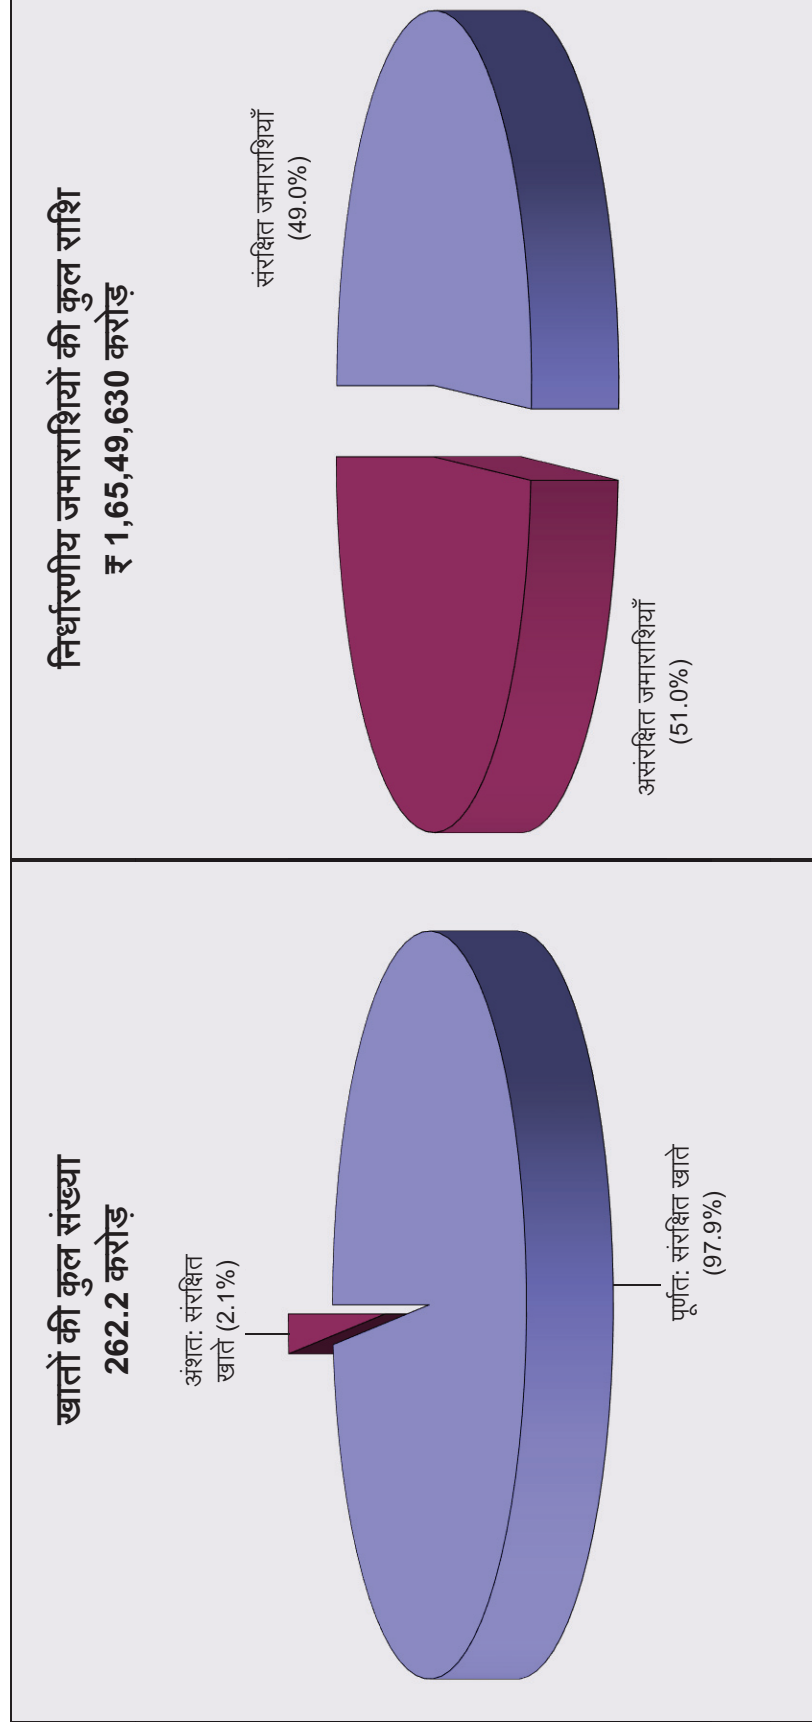 खातों की कुल संख्या
262.2 करोड़
अंशत: संरक्षित
खाते (2.1%)
पूर्णत: संरक्षित खाते
(97.9%)
निर्धारणीय जमाराशियों की कुल राशि
₹ 1,65,49,630 करोड़
संरक्षित जमाराशियाँ
(49.0%)
असंरक्षित जमाराशियाँ
(51.0%)